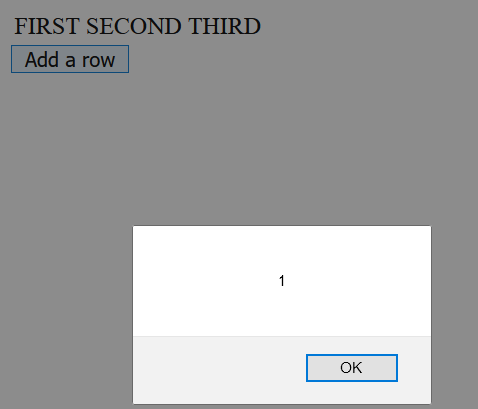 FIRST SECOND THIRD
Add a row
1
OK